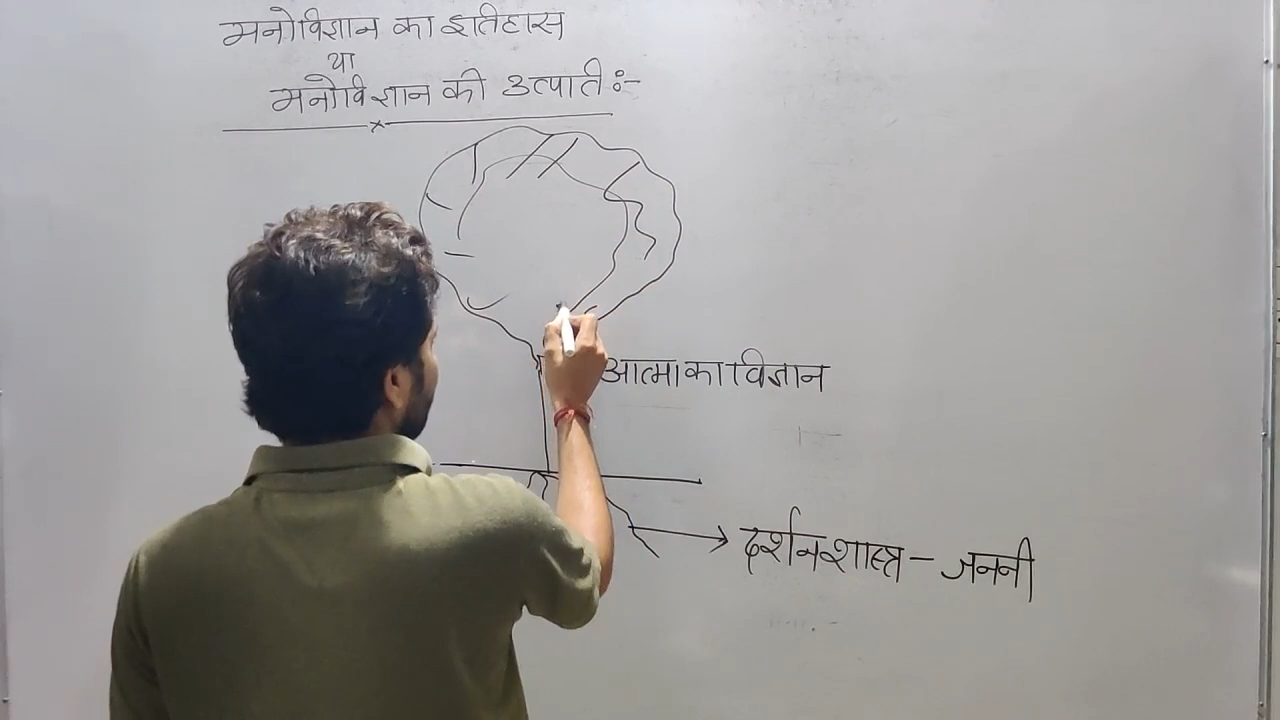 मनोविज्ञान का इतिहास
या
मनोविज्ञान की उत्पाती :-
आत्मा का विज्ञान
दर्शनशास्त्र - जननी